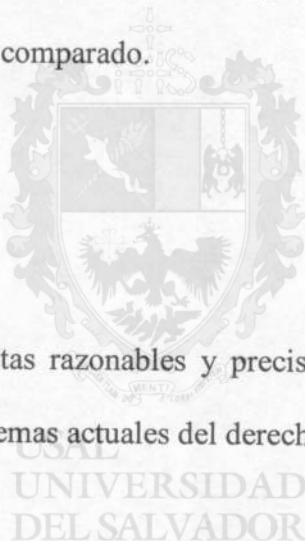 comparado.
tas razonables y precis
emas actuales del derech
USAL
UNIVERSIDAD
DEL SALVADOR